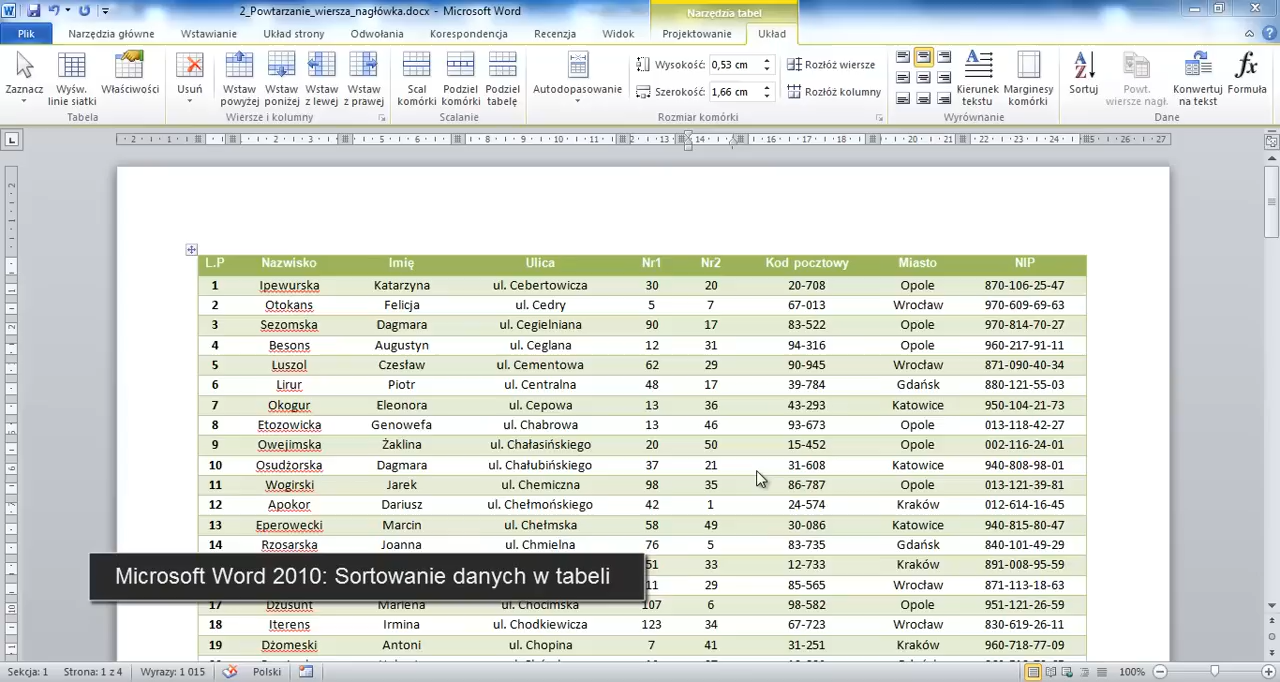 2_Powtarzanie_wiersza_nagłówka.docx - Microsoft Word
Narzędzia tabel
Plik Narzędzia główne Wstawianie Układ strony Odwołania Korespondencja Recenzja Widok Projektowanie Układ
Zaznacz
Wyśw. linie siatki
Właściwości
Tabela
Usuń
Wstaw powyżej
Wstaw poniżej
Wstaw z lewej
Wstaw z prawej
Wiersze i kolumny
Scal komórki
Podziel komórki
Podziel tabelę
Scalanie
Autodopasowanie
Wysokość: 0,53 cm
Szerokość: 1,66 cm
Rozłóż wiersze
Rozłóż kolumny
Rozmiar komórki
Kierunek tekstu
Marginesy komórki
Wyrównanie
Sortuj
Powt. wiersze nagł.
Konwertuj na tekst
Formuła
Dane
L.P Nazwisko Imię Ulica Nr1 Nr2 Kod pocztowy Miasto NIP
1 Ipewurska Katarzyna ul. Cebertowicza 30 20 20-708 Opole 870-106-25-47
2 Otokans Felicja ul. Cedry 5 7 67-013 Wrocław 970-609-69-63
3 Sezomska Dagmara ul. Cegielniana 90 17 83-522 Opole 970-814-70-27
4 Besons Augustyn ul. Ceglana 12 31 94-316 Opole 960-217-91-11
5 Luszol Czesław ul. Cementowa 62 29 90-945 Wrocław 871-090-40-34
6 Lirur Piotr ul. Centralna 48 17 39-784 Gdańsk 880-121-55-03
7 Okogur Eleonora ul. Cepowa 13 36 43-293 Katowice 950-104-21-73
8 Etozowicka Genowefa ul. Chabrowa 13 46 93-673 Opole 013-118-42-27
9 Owejimska Żaklina ul. Chałasińskiego 20 50 15-452 Opole 002-116-24-01
10 Osudżorska Dagmara ul. Chałubińskiego 37 21 31-608 Katowice 940-808-98-01
11 Wogirski Jarek ul. Chemiczna 98 35 86-787 Opole 013-121-39-81
12 Apokor Dariusz ul. Chełmońskiego 42 1 24-574 Kraków 012-614-16-45
13 Eperowecki Marcin ul. Chełmska 58 49 30-086 Katowice 940-815-80-47
14 Rzosarska Joanna ul. Chmielna 76 5 83-735 Gdańsk 840-101-49-29
51 33 12-733 Kraków 891-008-95-59
Microsoft Word 2010: Sortowanie danych w tabeli
11 29 85-565 Wrocław 871-113-18-63
17 Dżusunt Marlena ul. Chocimska 107 6 98-582 Opole 951-121-26-59
18 Iterens Irmina ul. Chodkiewicza 123 34 67-723 Wrocław 830-619-26-11
19 Dżomeski Antoni ul. Chopina 7 41 31-251 Kraków 960-718-77-09
Sekcja: 1 Strona: 1 z 4 Wyrazy: 1 015 Polski 100%